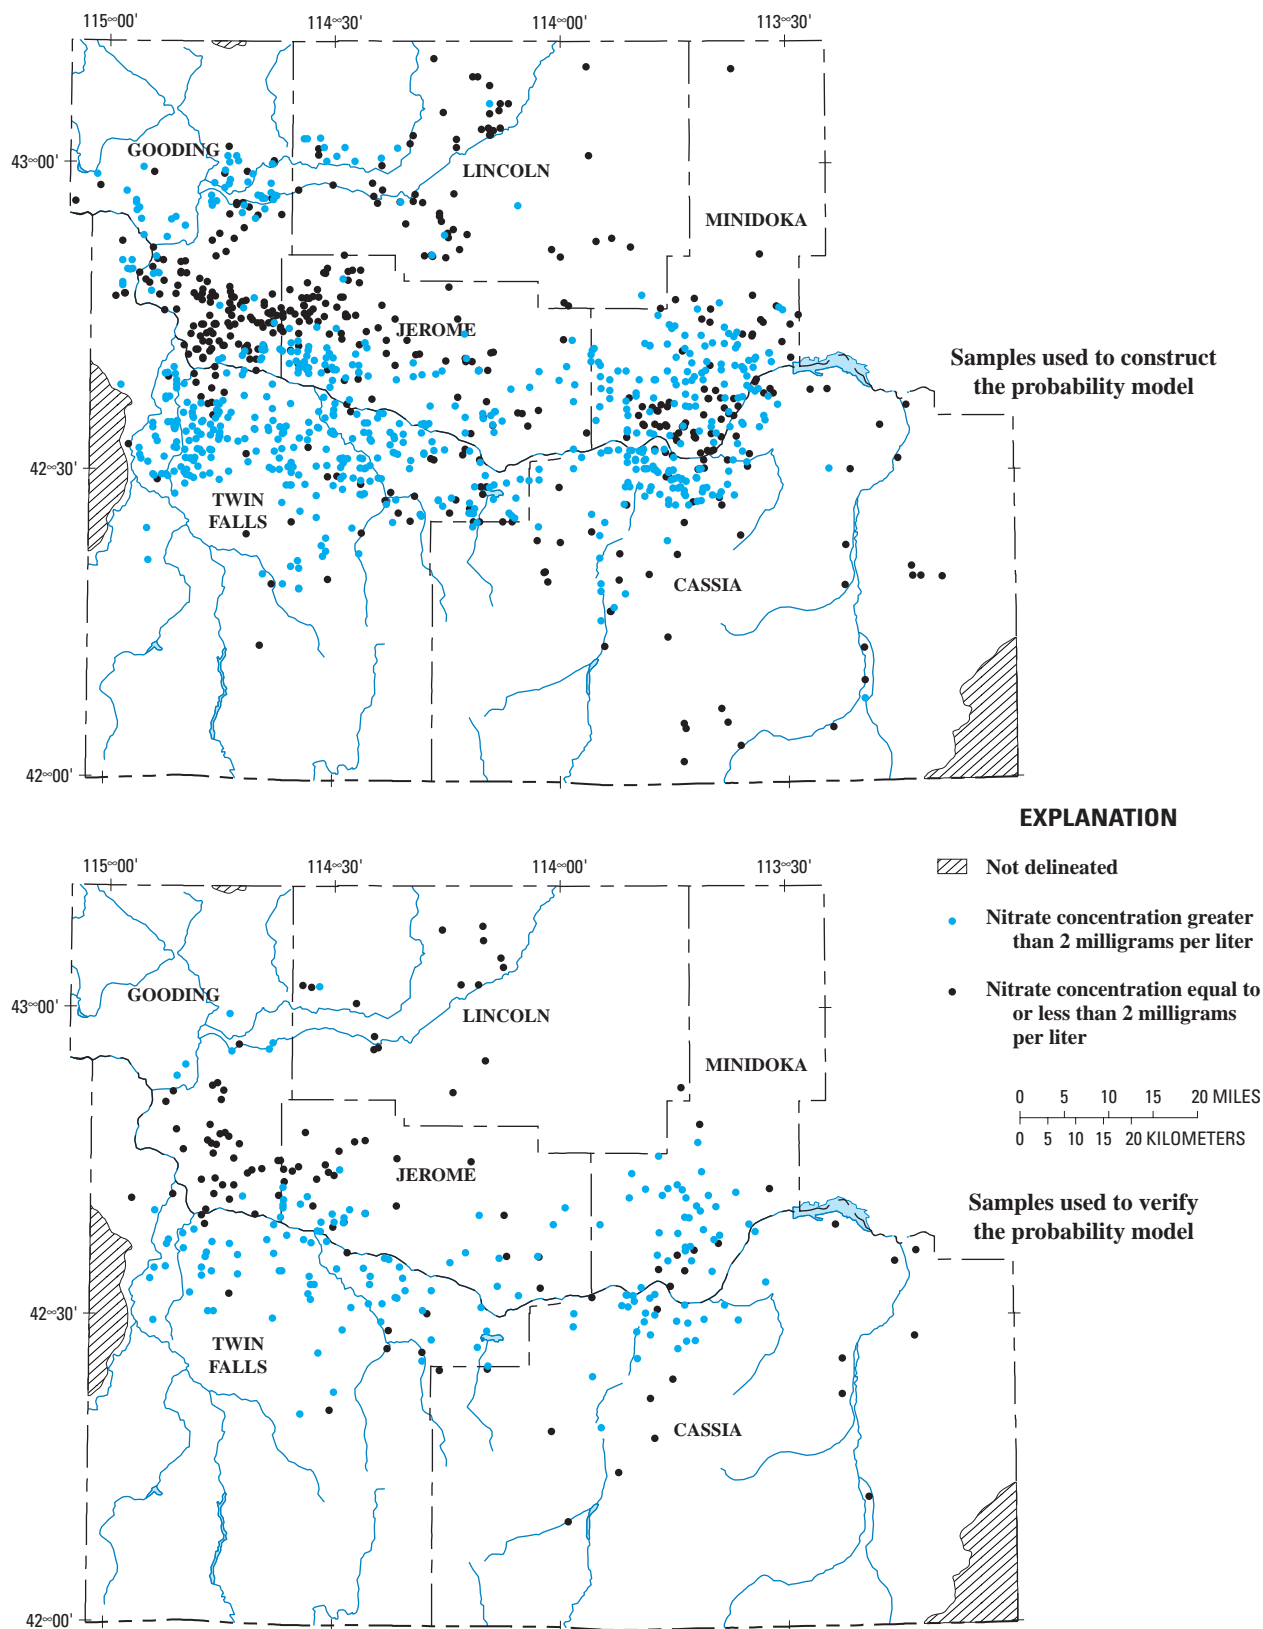 115°°00' 114°°30' 114°°00' 113°°30'
43°°00'
GOODING
LINCOLN
MINIDOKA
JEROME
Samples used to construct
the probability model
42°°30'
TWIN
FALLS
CASSIA
42°°00'
EXPLANATION
Not delineated
Nitrate concentration greater
than 2 milligrams per liter
Nitrate concentration equal to
or less than 2 milligrams
per liter
0 5 10 15 20 MILES
0 5 10 15 20 KILOMETERS
115°°00' 114°°30' 114°°00' 113°°30'
43°°00'
GOODING
LINCOLN
MINIDOKA
JEROME
Samples used to verify
the probability model
42°°30'
TWIN
FALLS
CASSIA
42°°00'